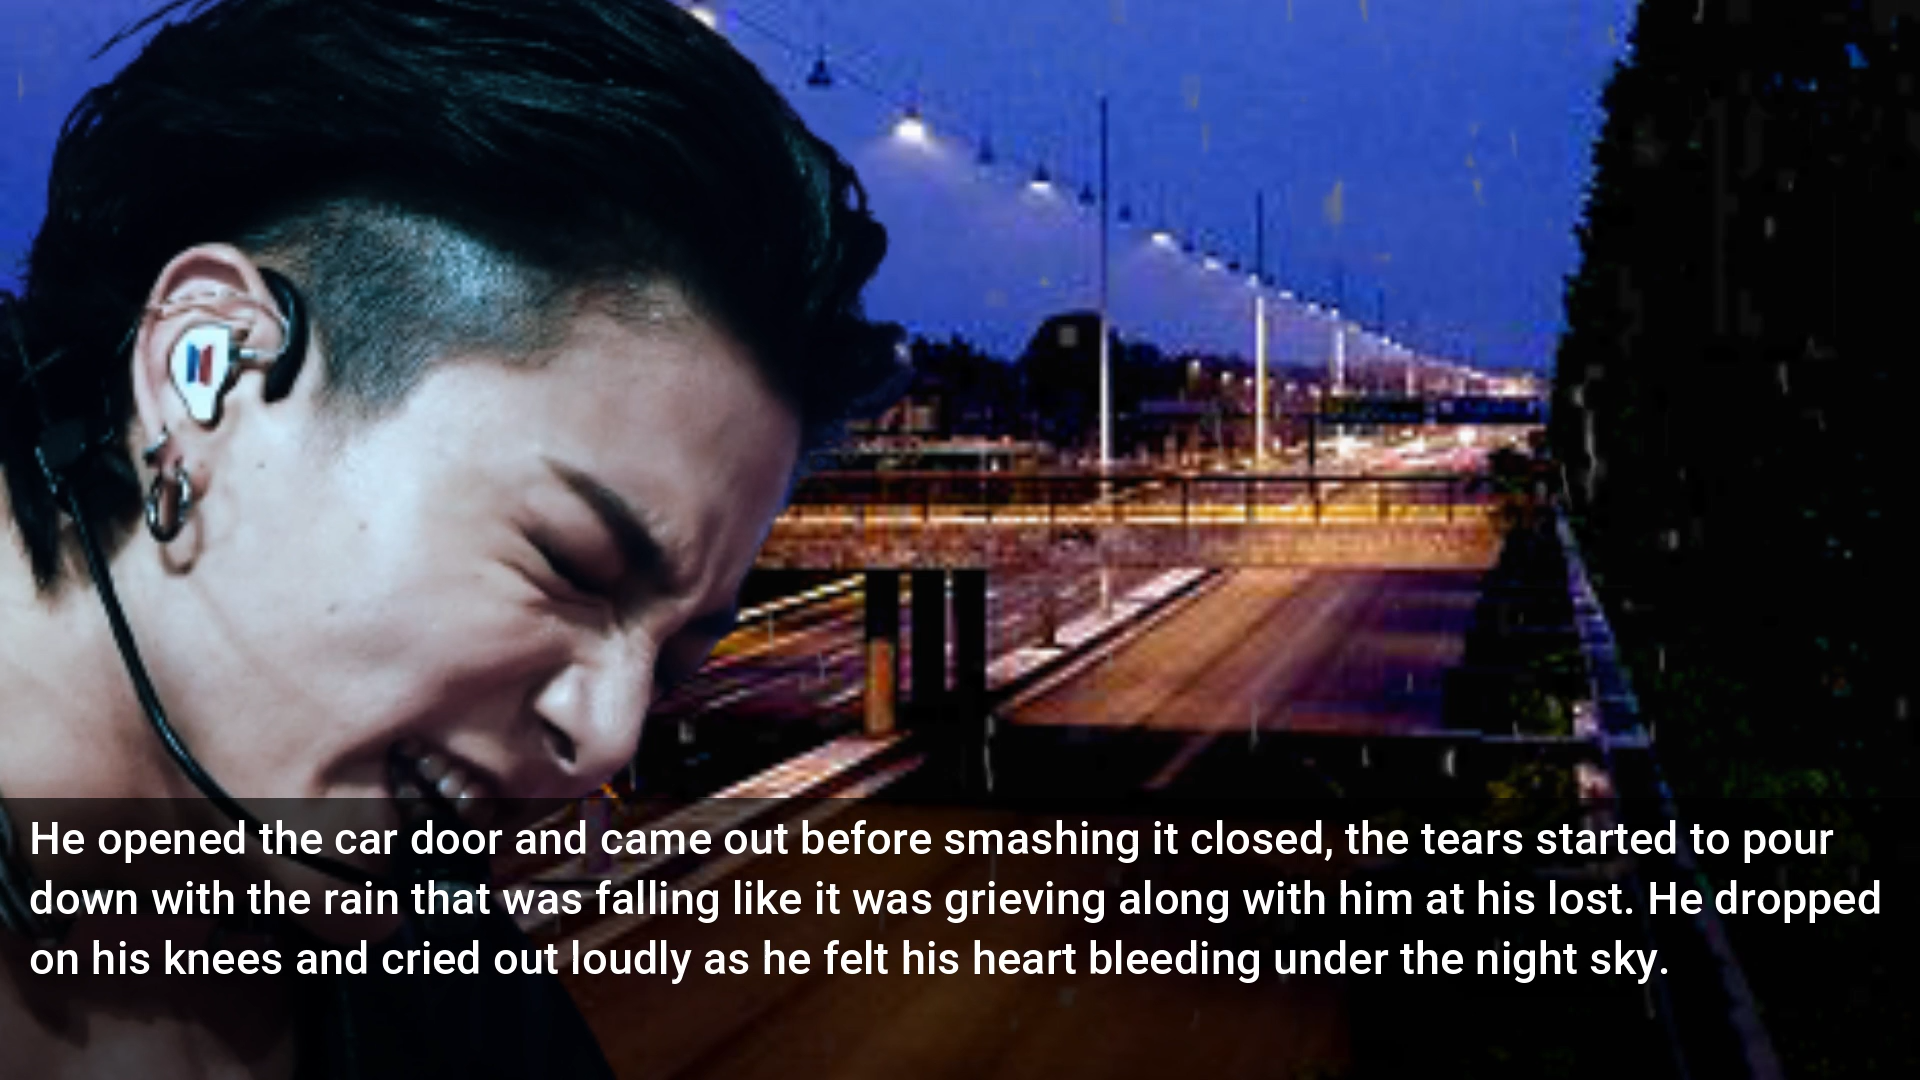 He opened the car door and came out before smashing it closed, the tears started to pour
down with the rain that was falling like it was grieving along with him at his lost. He dropped
on his knees and cried out loudly as he felt his heart bleeding under the night sky.